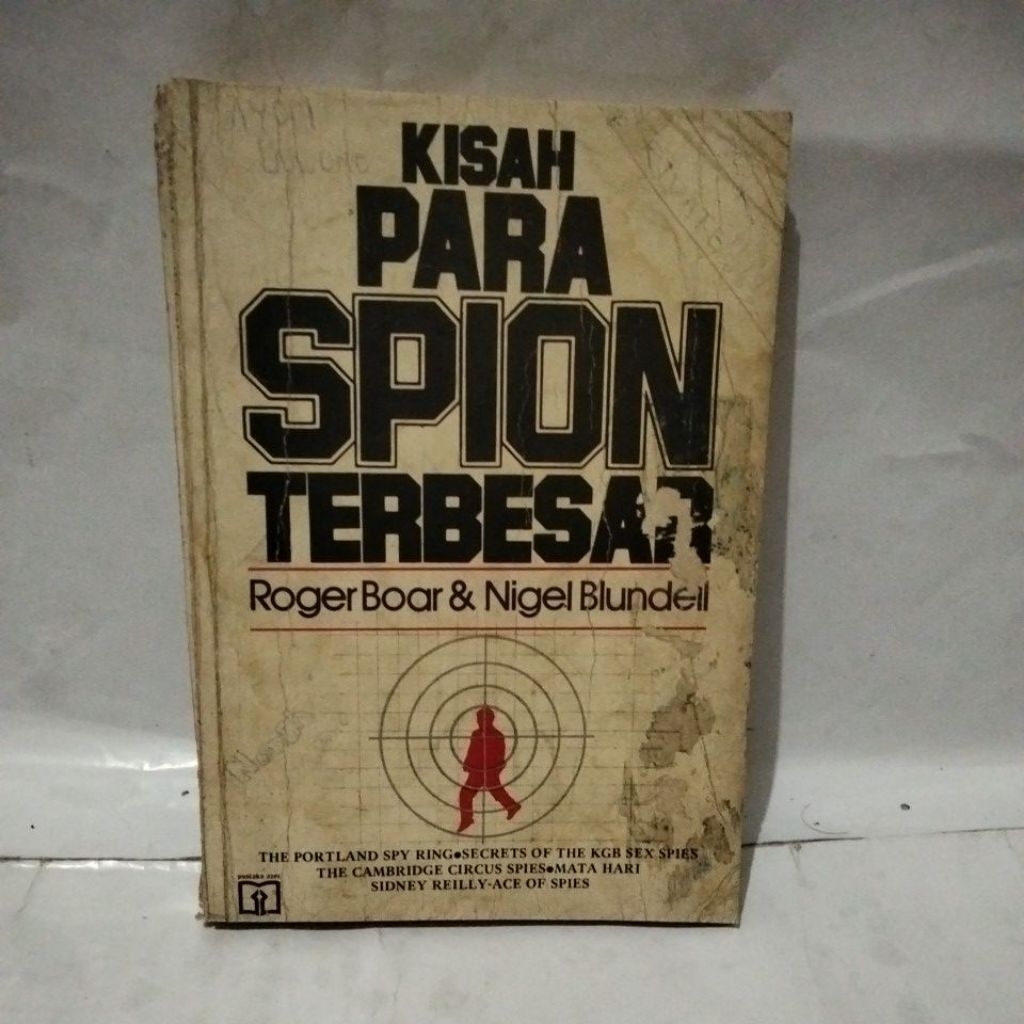 KISAH
PARA
SPION
TERBESAR
Roger Boar & Nigel Blundell
THE PORTLAND SPY RING•SECRETS OF THE KGB SEX SPIES
THE CAMBRIDGE CIRCUS SPIES•MATA HARI
SIDNEY REILLY-ACE OF SPIES